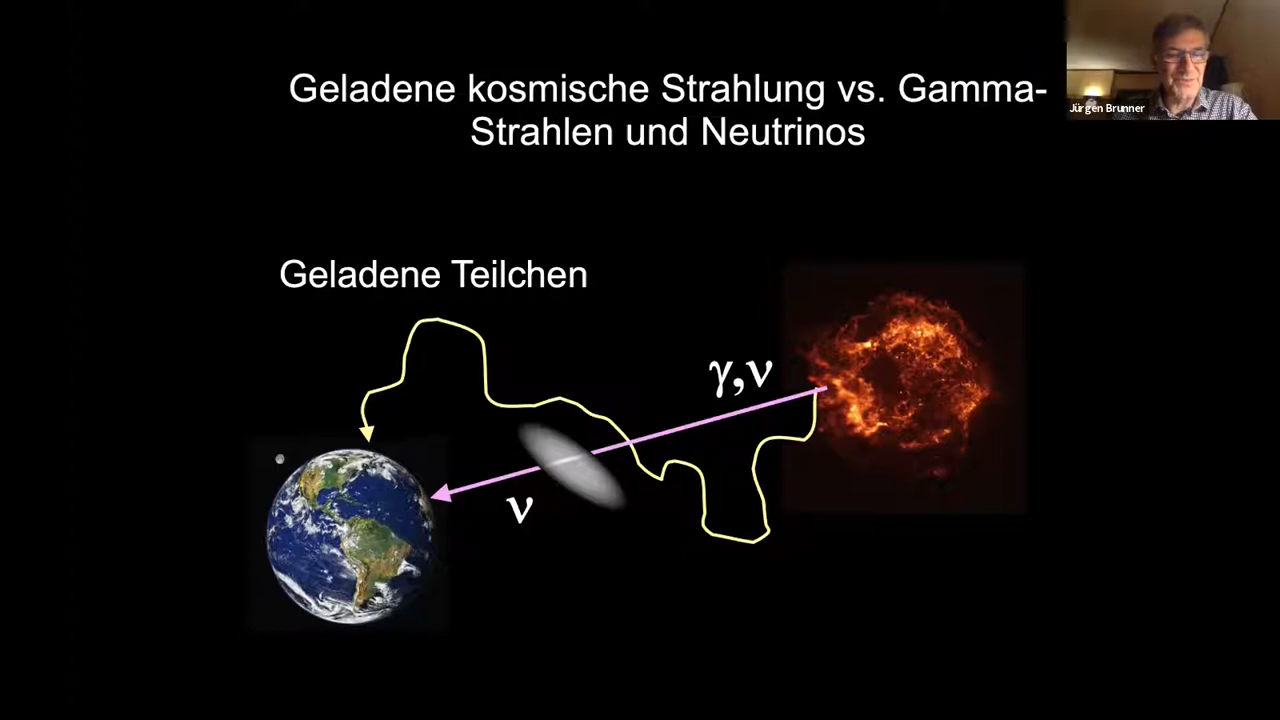 Geladene kosmische Strahlung vs. Gamma-
Strahlen und Neutrinos
Jürgen Brunner
Geladene Teilchen
γ,ν
ν